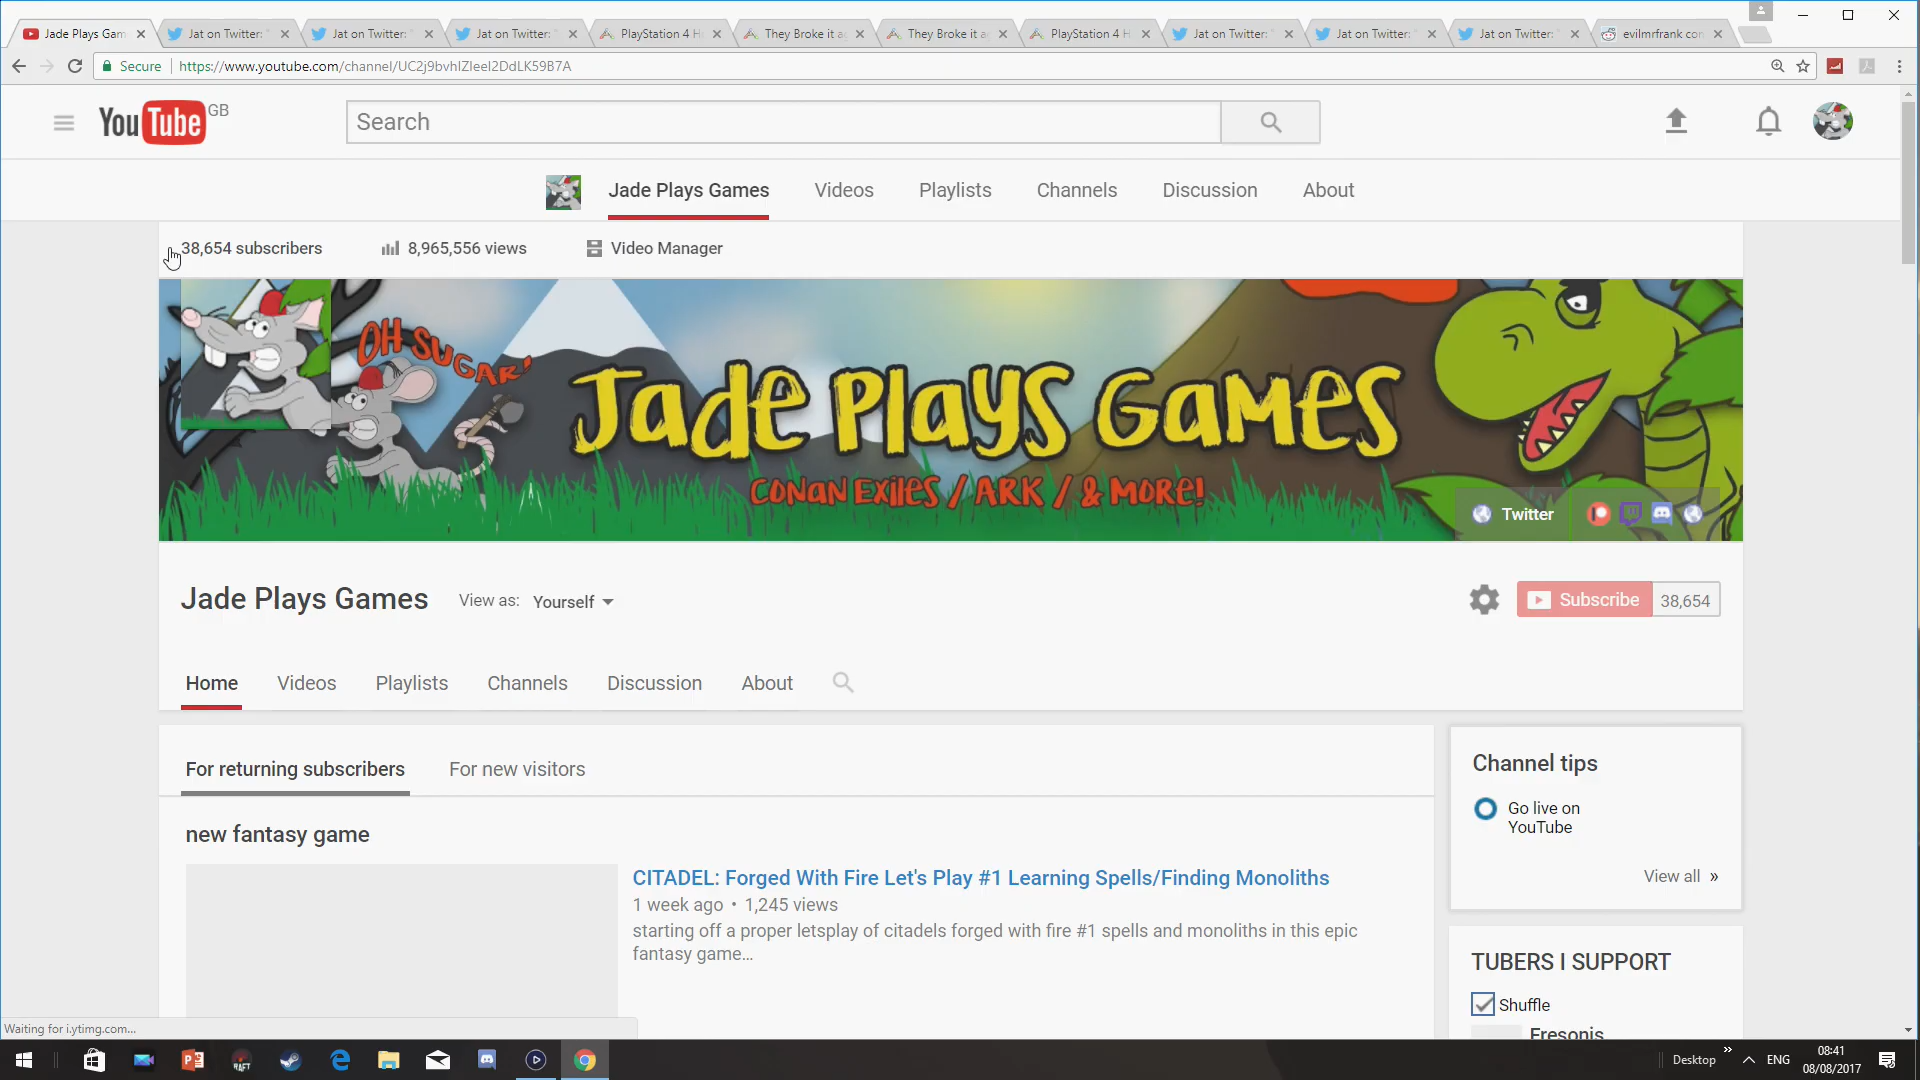 Jade Plays Gam
Jat on Twitter: "
Jat on Twitter: "
Jat on Twitter: "
PlayStation 4 H
They Broke it a
They Broke it a
PlayStation 4 H
Jat on Twitter: "
Jat on Twitter: "
Jat on Twitter: "
evilmrfrank con
Secure
https://www.youtube.com/channel/UC2j9bvhIZIeel2DdLK59B7A
YouTube GB
Search
Jade Plays Games
Videos
Playlists
Channels
Discussion
About
38,654 subscribers
8,965,556 views
Video Manager
OH SUGAR!
Jade Plays Games
CONAN EXILES / ARK / & MORE!
Twitter
Jade Plays Games
View as: Yourself
Subscribe 38,654
Home
Videos
Playlists
Channels
Discussion
About
For returning subscribers
For new visitors
Channel tips
Go live on
YouTube
View all »
new fantasy game
CITADEL: Forged With Fire Let's Play #1 Learning Spells/Finding Monoliths
1 week ago • 1,245 views
starting off a proper letsplay of citadels forged with fire #1 spells and monoliths in this epic
fantasy game…
TUBERS I SUPPORT
Shuffle
Fresonis
Waiting for i.ytimg.com...
RAFT
Desktop
ENG
08:41
08/08/2017